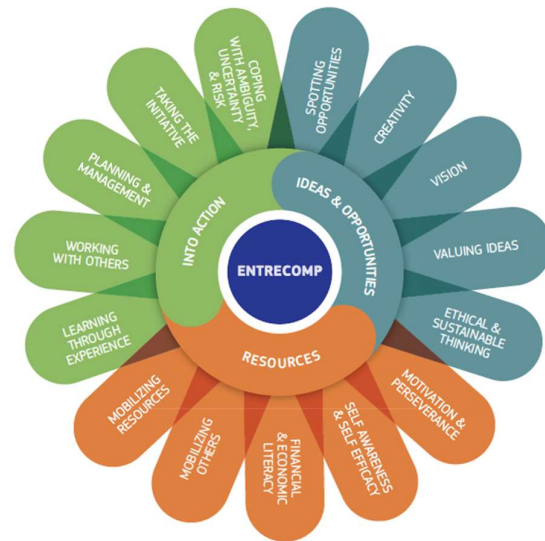 ENTRECOMP
IDEAS & OPPORTUNITIES
SPOTTING
OPPORTUNITIES
CREATIVITY
VISION
VALUING IDEAS
ETHICAL &
SUSTAINABLE
THINKING
RESOURCES
MOTIVATION &
PERSEVERANCE
SELF AWARENESS
& SELF EFFICACY
FINANCIAL
& ECONOMIC
LITERACY
MOBILIZING
OTHERS
MOBILIZING
RESOURCES
INTO ACTION
LEARNING
THROUGH
EXPERIENCE
WORKING
WITH OTHERS
PLANNING &
MANAGEMENT
TAKING THE
INITIATIVE
COPING
WITH AMBIGUITY,
UNCERTAINTY
& RISK